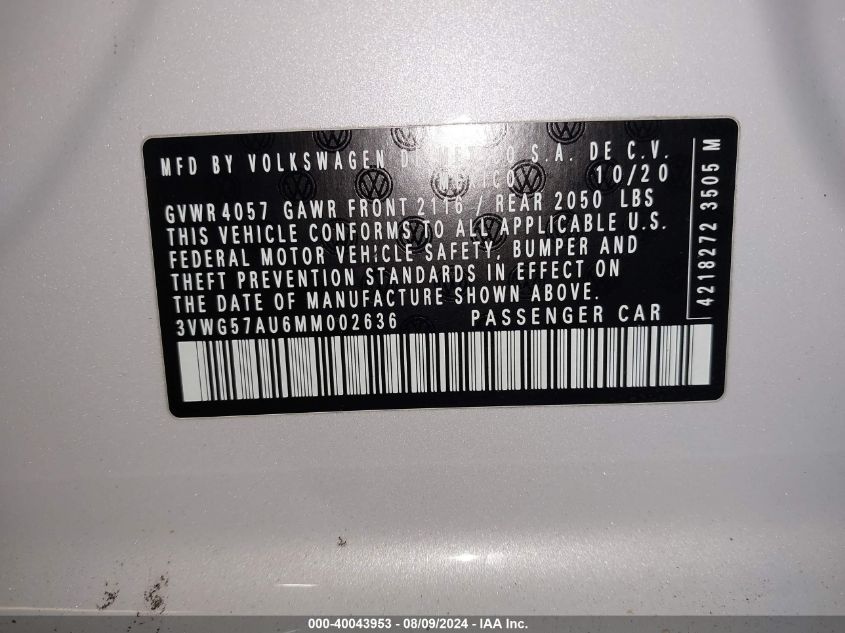 MFD BY VOLKSWAGEN DE MEXICO S.A. DE C.V.
10/20
GVWR 4057 GAWR FRONT 2116 / REAR 2050 LBS
THIS VEHICLE CONFORMS TO ALL APPLICABLE U.S.
FEDERAL MOTOR VEHICLE SAFETY, BUMPER AND
THEFT PREVENTION STANDARDS IN EFFECT ON
THE DATE OF MANUFACTURE SHOWN ABOVE.
3VWG57AU6MM002636 PASSENGER CAR
4218272 3505 M
000-40043953 - 08/09/2024 - IAA Inc.